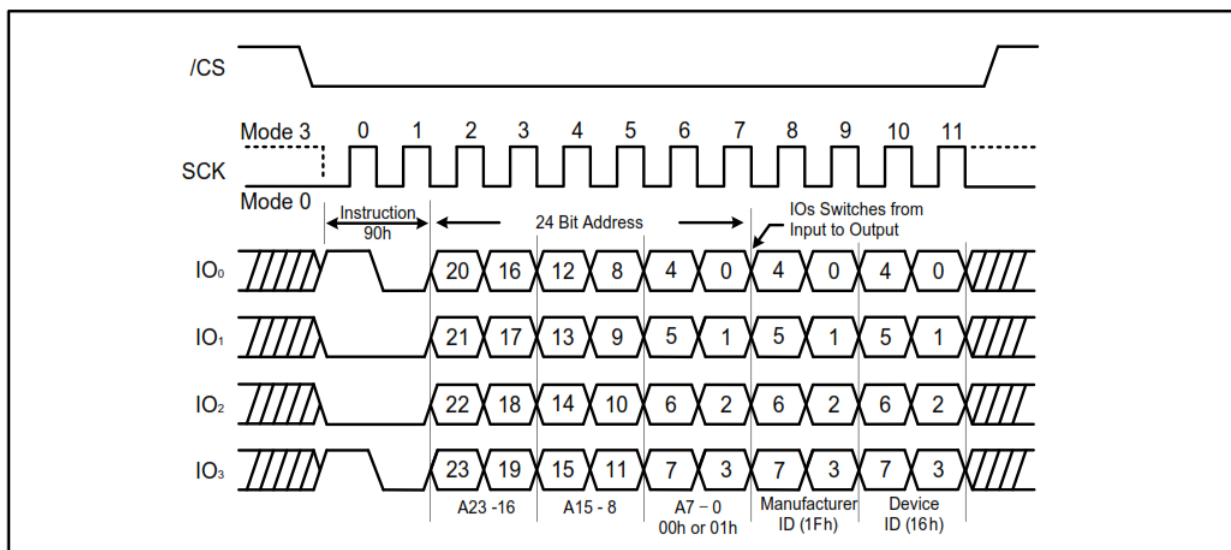 /CS
Mode 3 0 1 2 3 4 5 6 7 8 9 10 11
SCK
Mode 0
Instruction
90h
24 Bit Address
IOs Switches from
Input to Output
IO₀ 20 16 12 8 4 0 4 0 4 0
IO₁ 21 17 13 9 5 1 5 1 5 1
IO₂ 22 18 14 10 6 2 6 2 6 2
IO₃ 23 19 15 11 7 3 7 3 7 3
A23 -16
A15 - 8
A7 – 0
00h or 01h
Manufacturer
ID (1Fh)
Device
ID (16h)